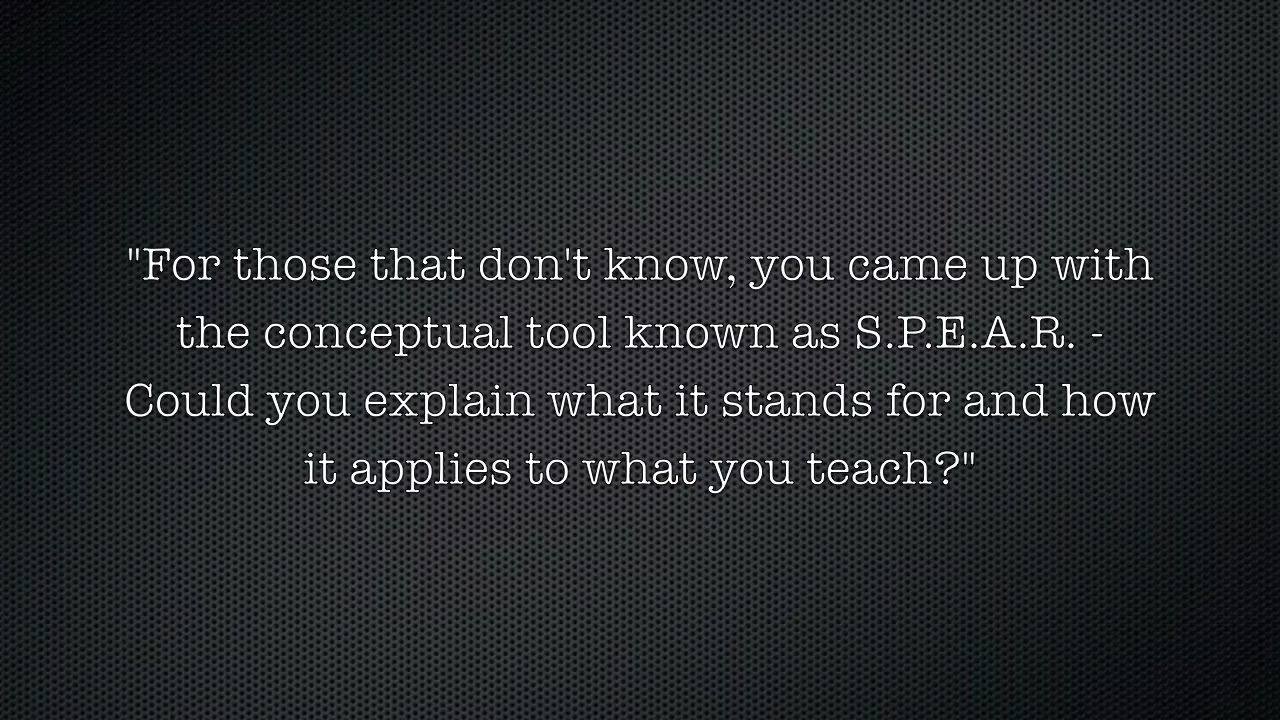 "For those that don't know, you came up with
the conceptual tool known as S.P.E.A.R. -
Could you explain what it stands for and how
it applies to what you teach?"